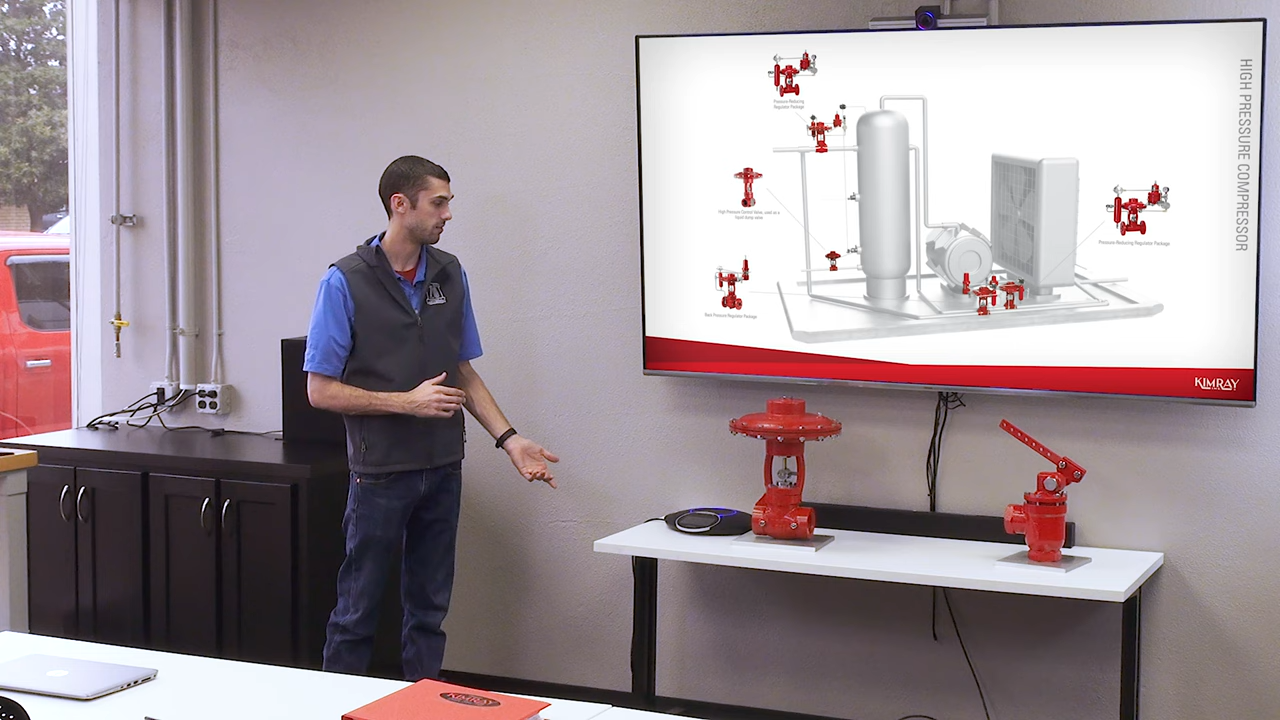 HIGH PRESSURE COMPRESSOR
Pressure Reducing
Regulator Package
High Pressure Control Valve, used as a
liquid dump valve
Pressure Reducing Regulator Package
Back Pressure Regulator Package
KIMRAY
KIMRAY